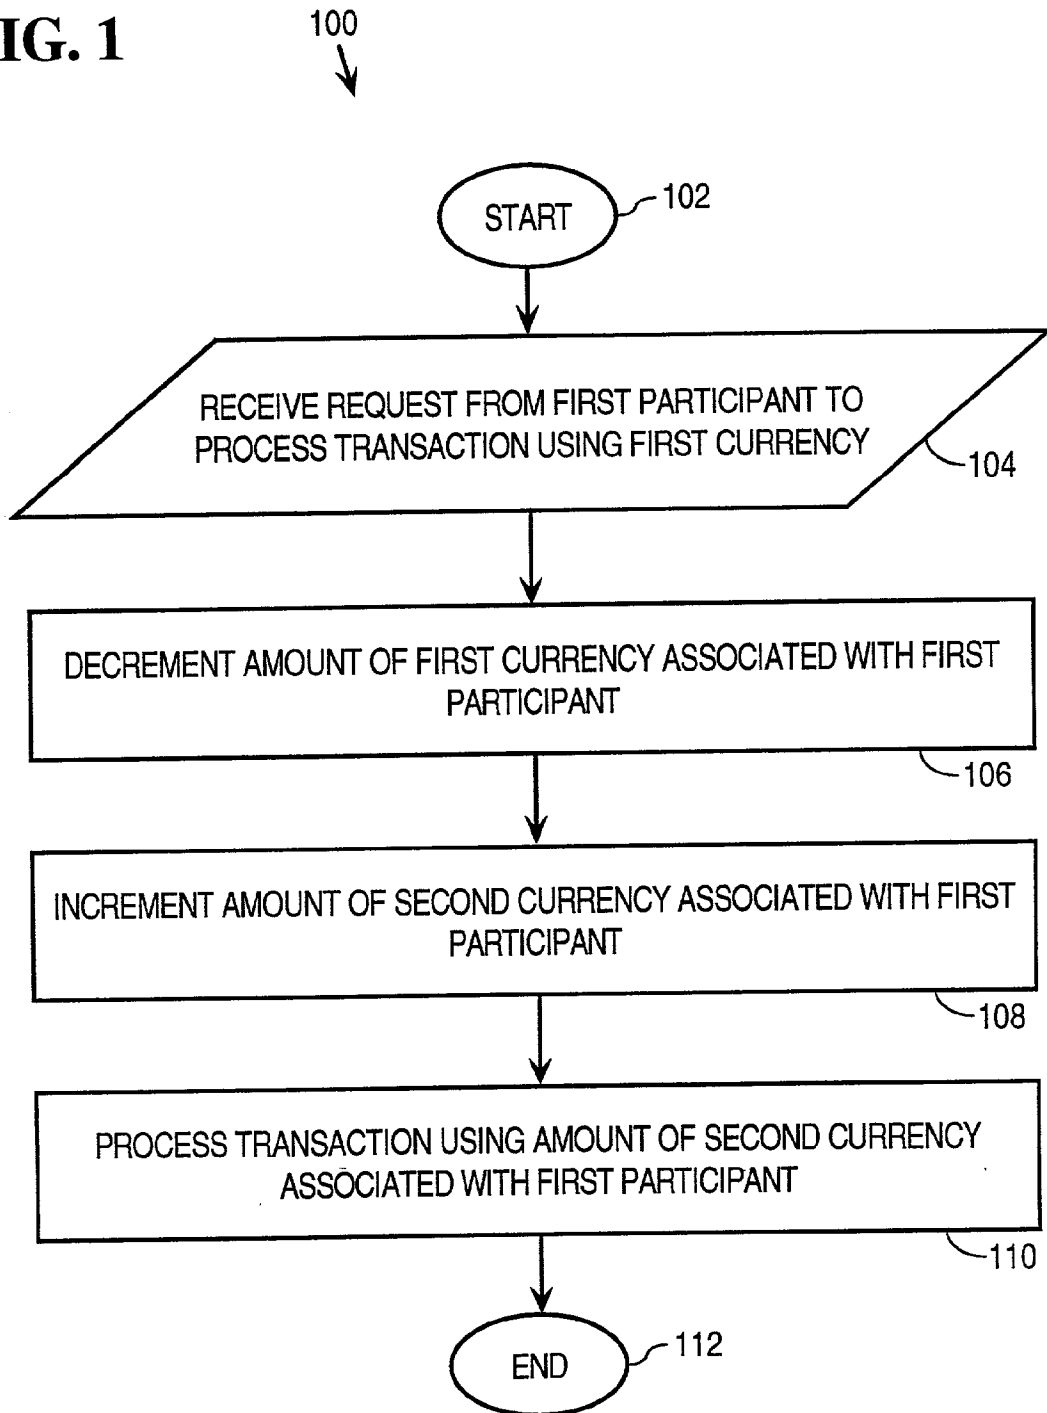 IG. 1
100
START
102
RECEIVE REQUEST FROM FIRST PARTICIPANT TO
PROCESS TRANSACTION USING FIRST CURRENCY
104
DECREMENT AMOUNT OF FIRST CURRENCY ASSOCIATED WITH FIRST
PARTICIPANT
106
INCREMENT AMOUNT OF SECOND CURRENCY ASSOCIATED WITH FIRST
PARTICIPANT
108
PROCESS TRANSACTION USING AMOUNT OF SECOND CURRENCY
ASSOCIATED WITH FIRST PARTICIPANT
110
END
112